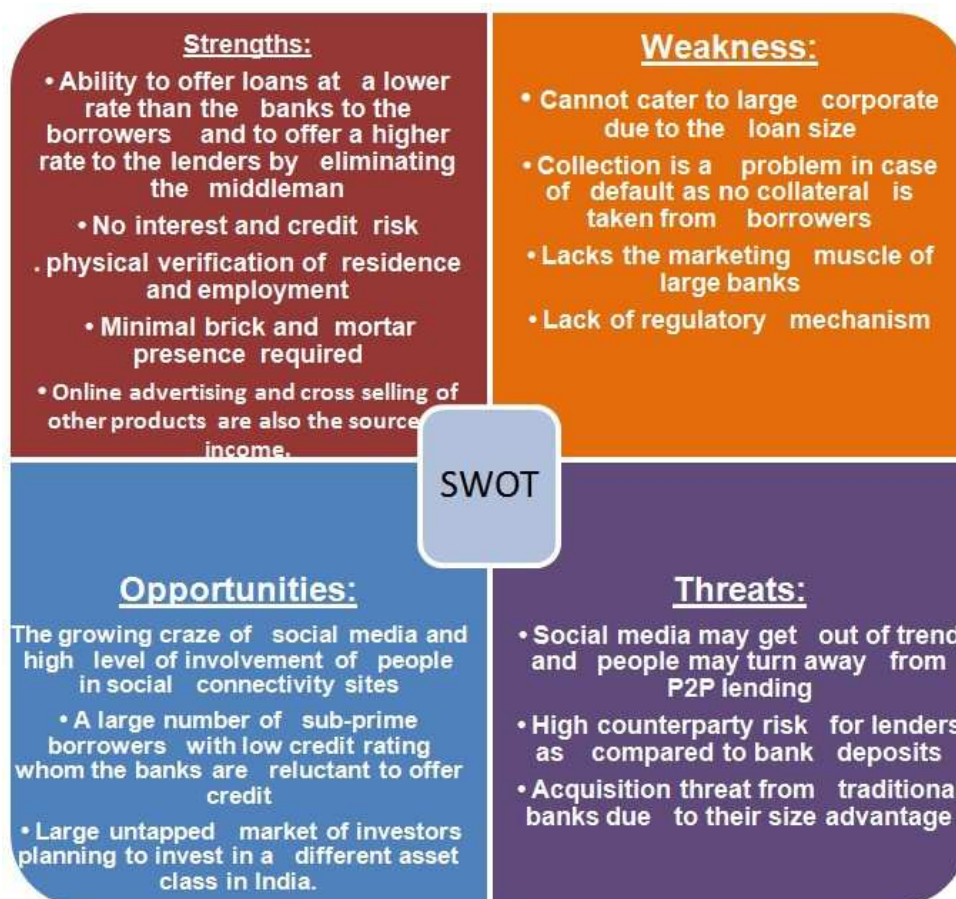 Strengths:
• Ability to offer loans at a lower
rate than the banks to the
borrowers and to offer a higher
rate to the lenders by eliminating
the middleman
• No interest and credit risk
. physical verification of residence
and employment
• Minimal brick and mortar
presence required
• Online advertising and cross selling of
other products are also the source
income.
Weakness:
• Cannot cater to large corporate
due to the loan size
• Collection is a problem in case
of default as no collateral is
taken from borrowers
• Lacks the marketing muscle of
large banks
• Lack of regulatory mechanism
SWOT
Opportunities:
The growing craze of social media and
high level of involvement of people
in social connectivity sites
• A large number of sub-prime
borrowers with low credit rating
whom the banks are reluctant to offer
credit
• Large untapped market of investors
planning to invest in a different asset
class in India.
Threats:
• Social media may get out of trend
and people may turn away from
P2P lending
• High counterparty risk for lenders
as compared to bank deposits
• Acquisition threat from traditiona
banks due to their size advantage